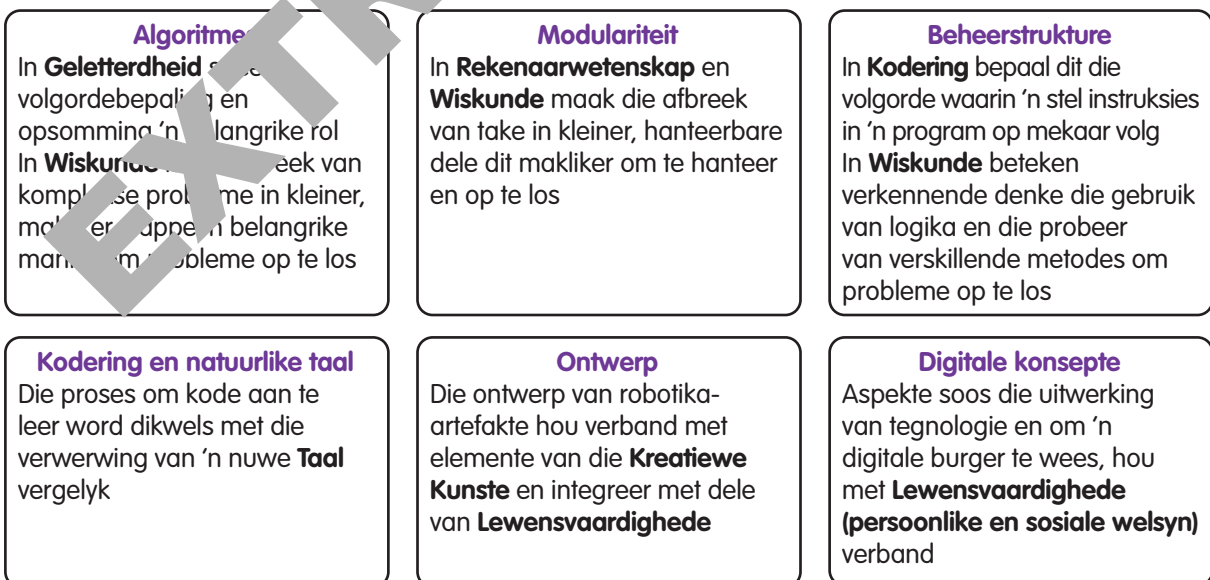 Algoritme
In Geletterdheid
volgordebepaling en
opsomming 'n belangrike rol
In Wiskunde van
komplekse probleme in kleiner,
belangrike
probleme op te los
Modulariteit
In Rekenaarwetenskap en
Wiskunde maak die afbreek
van take in kleiner, hanteerbare
dele dit makliker om te hanteer
en op te los
Beheerstrukture
In Kodering bepaal dit die
volgorde waarin 'n stel instruksies
in 'n program op mekaar volg
In Wiskunde beteken
verkennende denke die gebruik
van logika en die probeer
van verskillende metodes om
probleme op te los
Kodering en natuurlike taal
Die proses om kode aan te
leer word dikwels met die
verwerwing van 'n nuwe Taal
vergelyk
Ontwerp
Die ontwerp van robotika-
artefakte hou verband met
elemente van die Kreatiewe
Kunste en integreer met dele
van Lewensvaardighede
Digitale konsepte
Aspekte soos die uitwerking
van tegnologie en om 'n
digitale burger te wees, hou
met Lewensvaardighede
(persoonlike en sosiale welsyn)
verband
EXTR